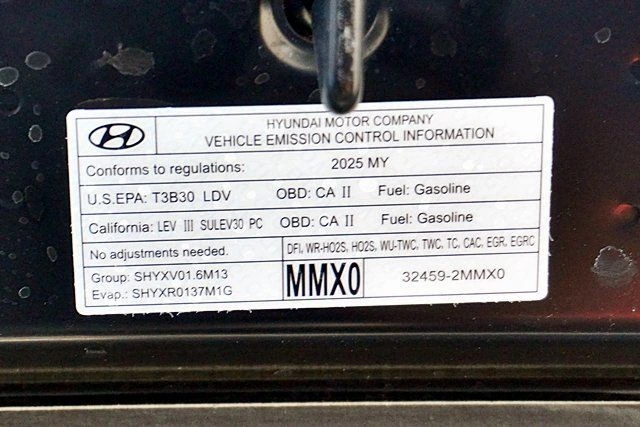 HYUNDAI MOTOR COMPANY
VEHICLE EMISSION CONTROL INFORMATION
Conforms to regulations: 2025 MY
U.S.EPA: T3B30 LDV OBD: CA II Fuel: Gasoline
California: LEV III SULEV30 PC OBD: CA II Fuel: Gasoline
No adjustments needed. DFI, WR-HO2S, HO2S, WU-TWC, TWC, TC, CAC, EGR, EGRC
Group: SHYXV01.6M13
Evap.: SHYXR0137M1G
MMX0 32459-2MMX0